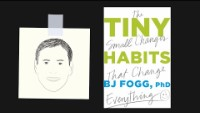 The
TINY
Small Changes
HABITS
That Change
BJ FOGG, PhD
Everything